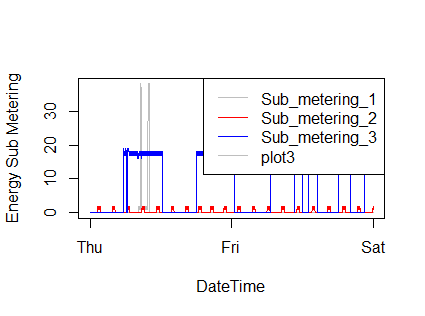 Energy Sub Metering
30
20
10
0
Sub_metering_1
Sub_metering_2
Sub_metering_3
plot3
Thu Fri Sat
DateTime